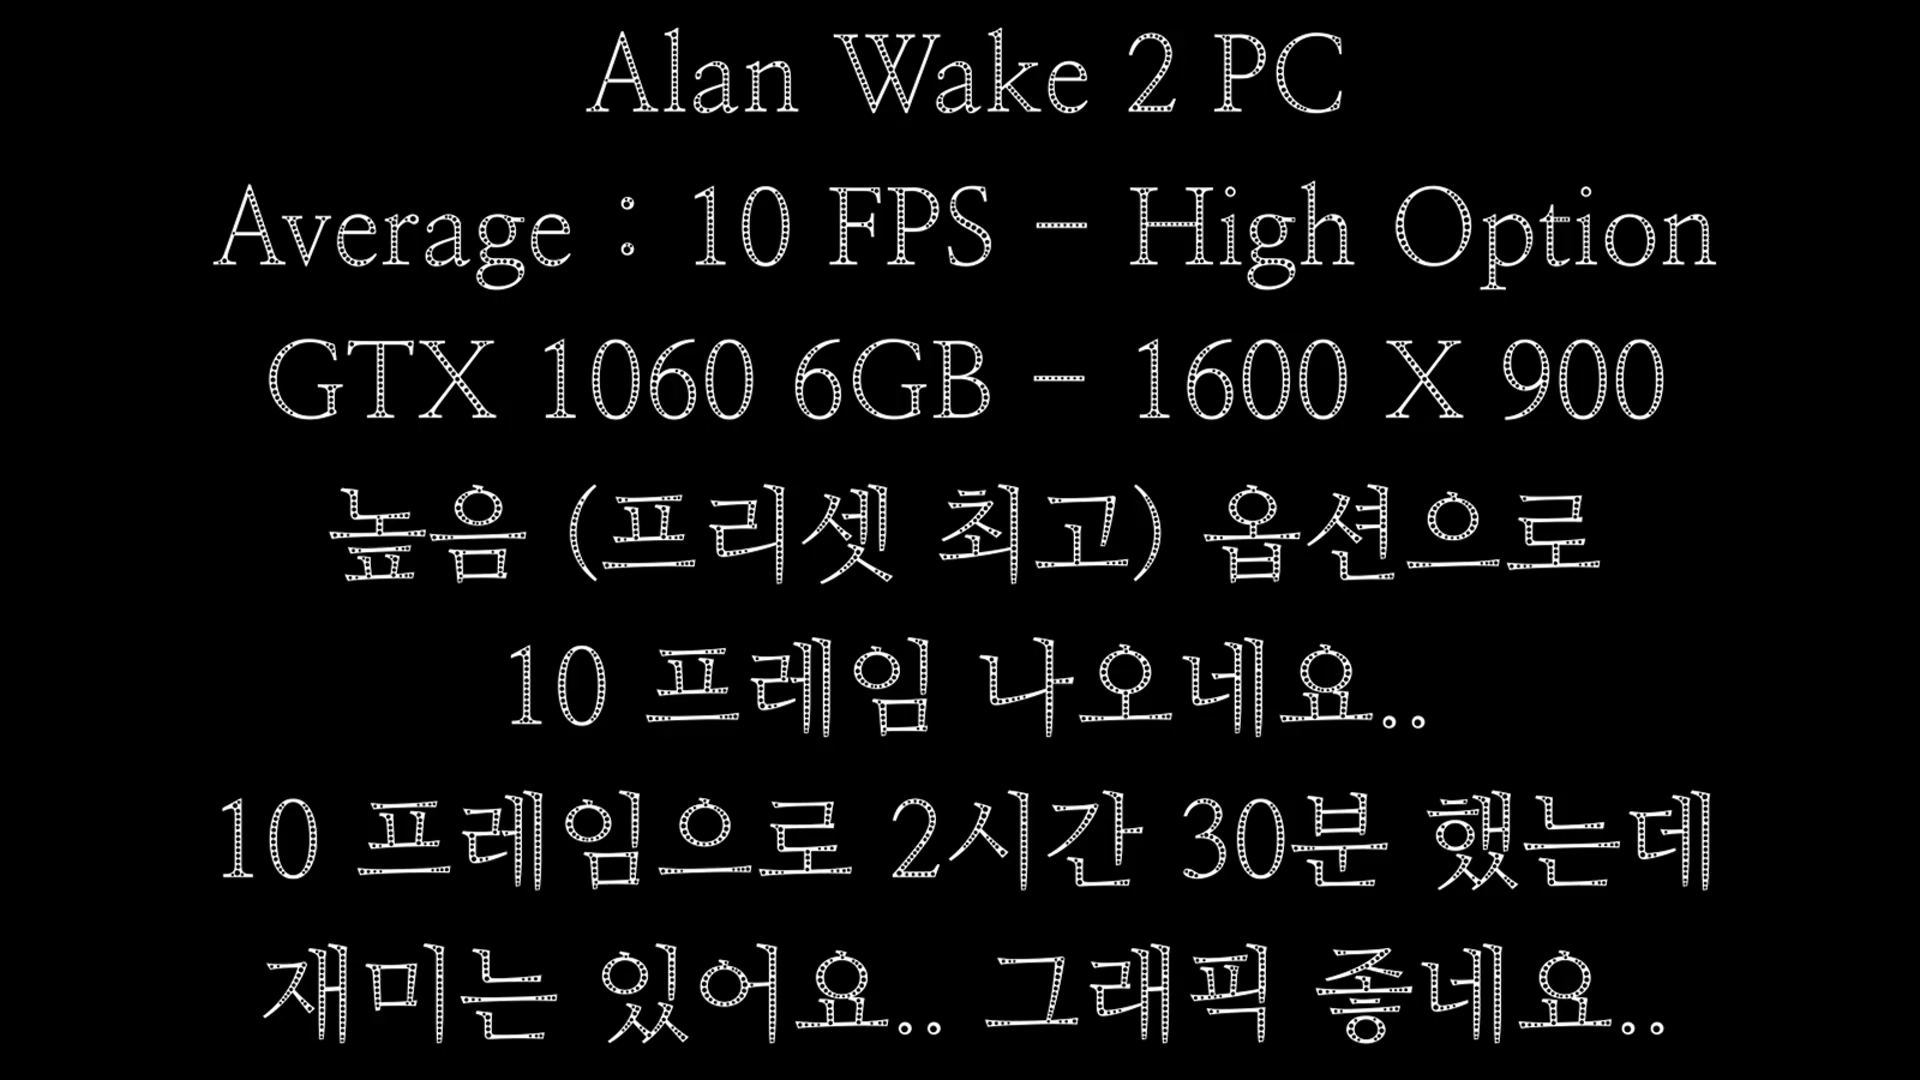 Alan Wake 2 PC
Average : 10 FPS - High Option
GTX 1060 6GB - 1600 X 900
높음 (프리셋 최고) 옵션으로
10 프레임 나오네요..
10 프레임으로 2시간 30분 했는데
재미는 있어요.. 그래픽 좋네요..